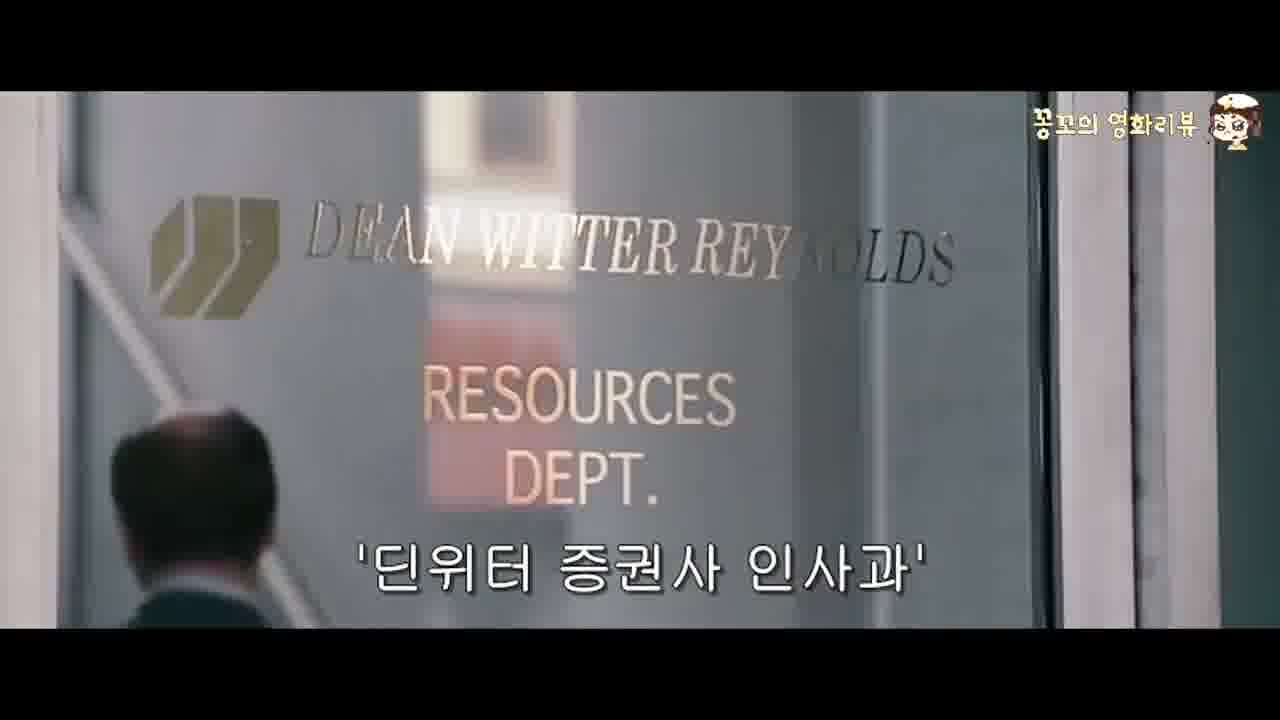 꽁꼬의 영화리뷰
DEAN WITTER REYNOLDS
RESOURCES
DEPT.
'딘위터 증권사 인사과'